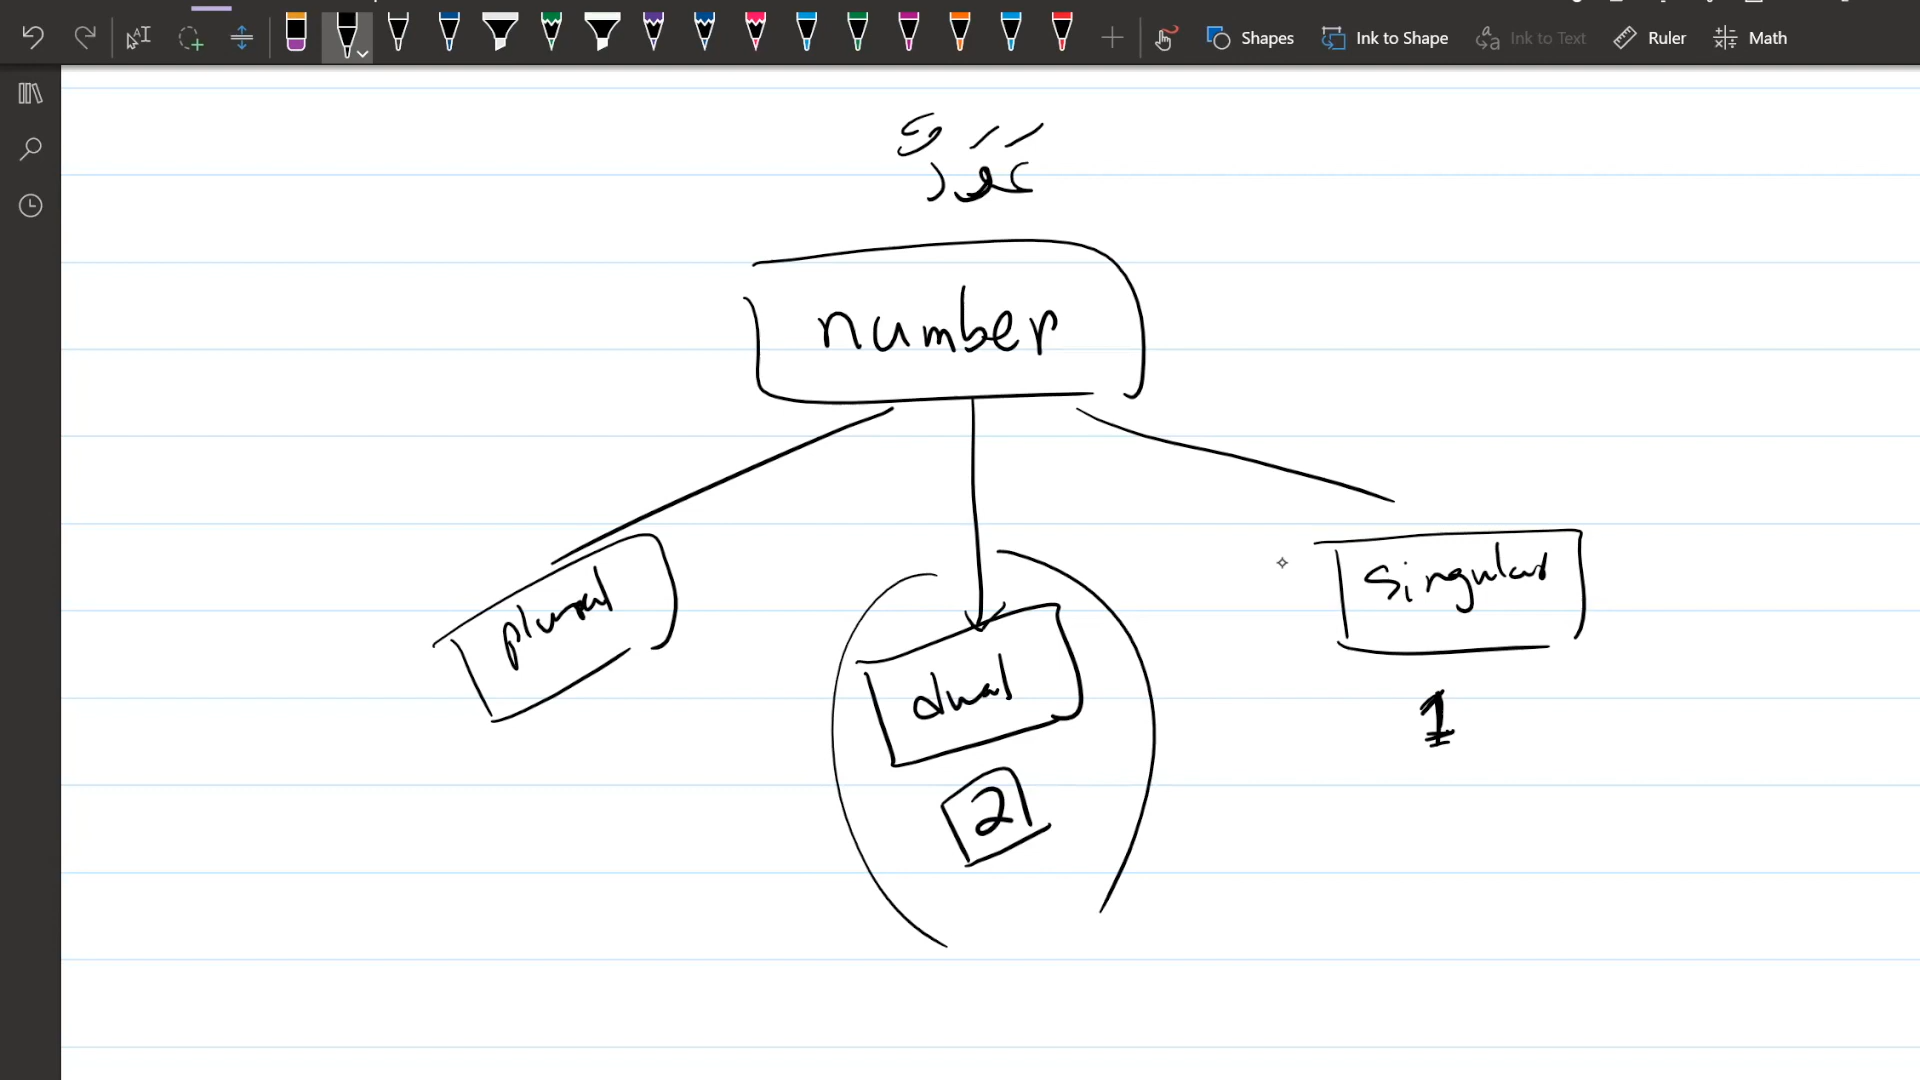 Shapes Ink to Shape Ink to Text Ruler Math
عَدَدٌ
number
plural
dual
singular
1
2